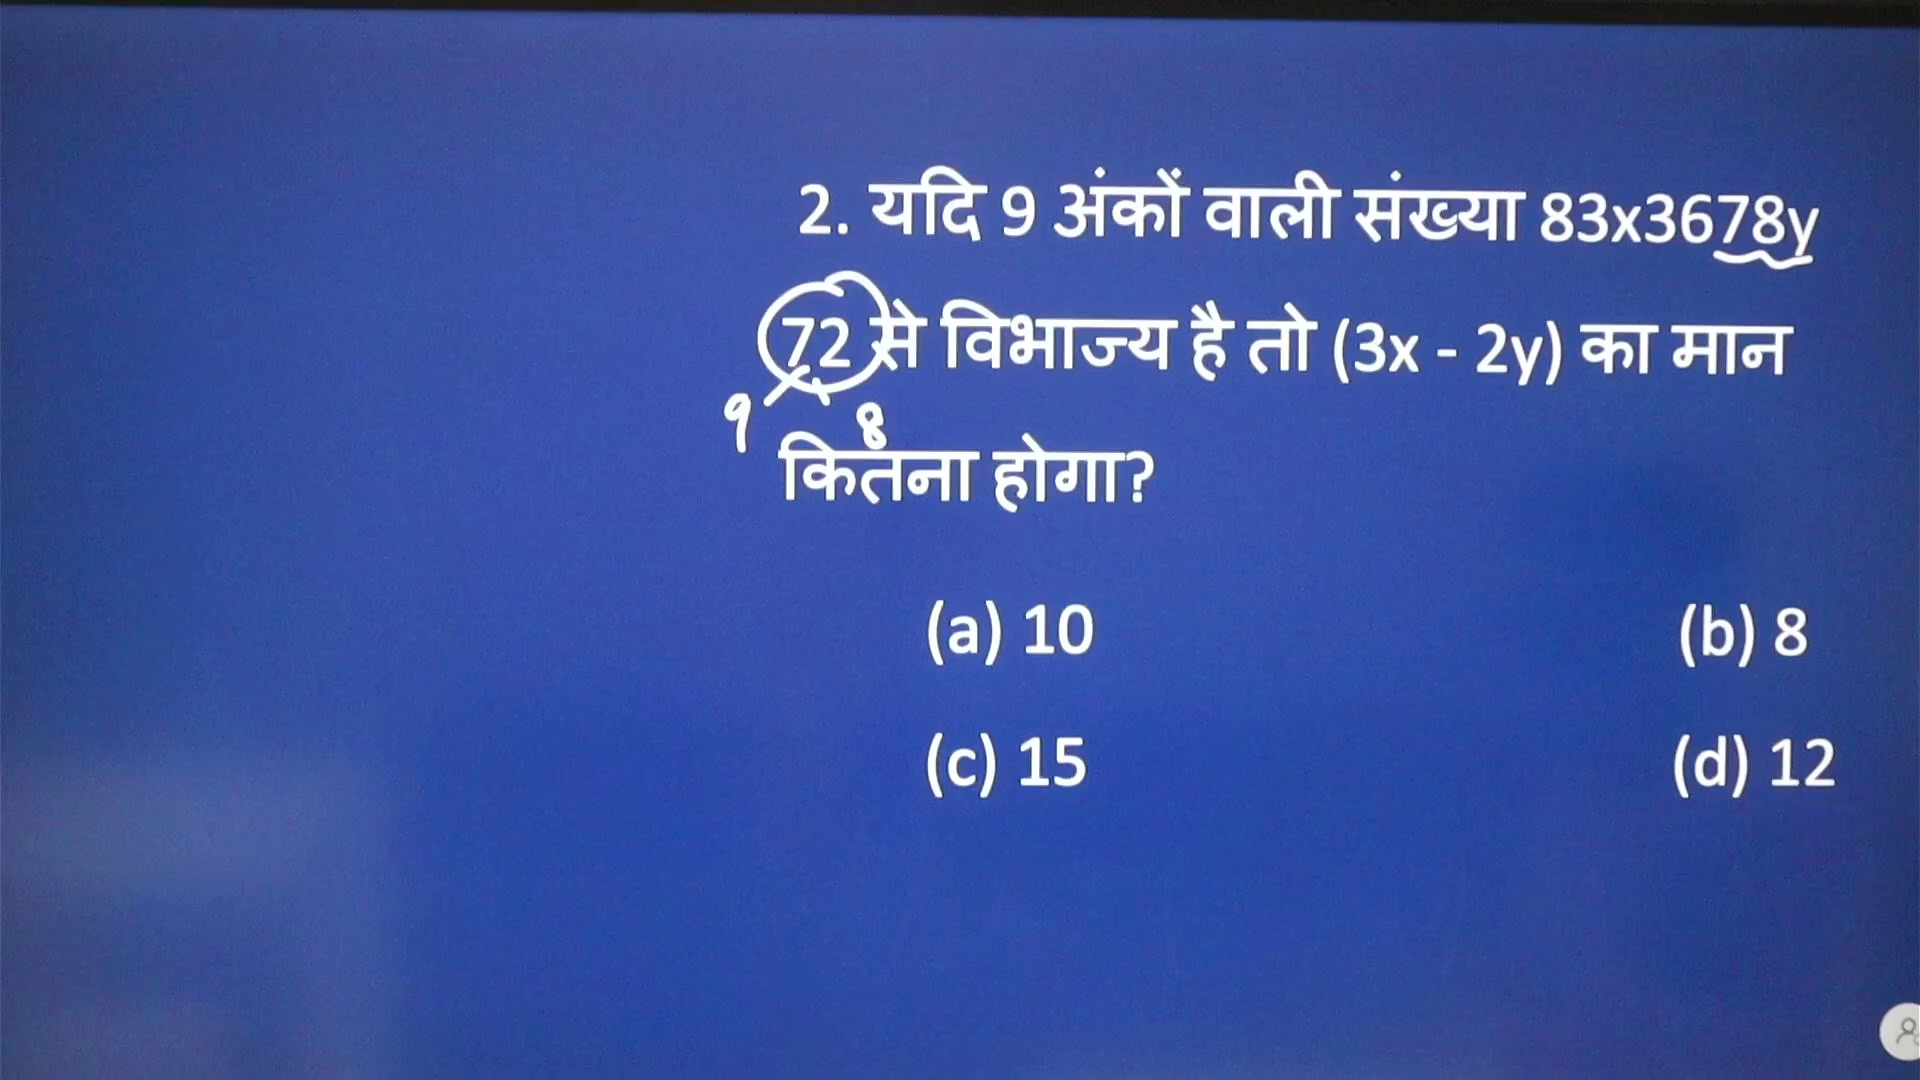 2. यदि 9 अंकों वाली संख्या 83x3678y
72 से विभाज्य है तो (3x - 2y) का मान
9 8
कितना होगा?
(a) 10 (b) 8
(c) 15 (d) 12